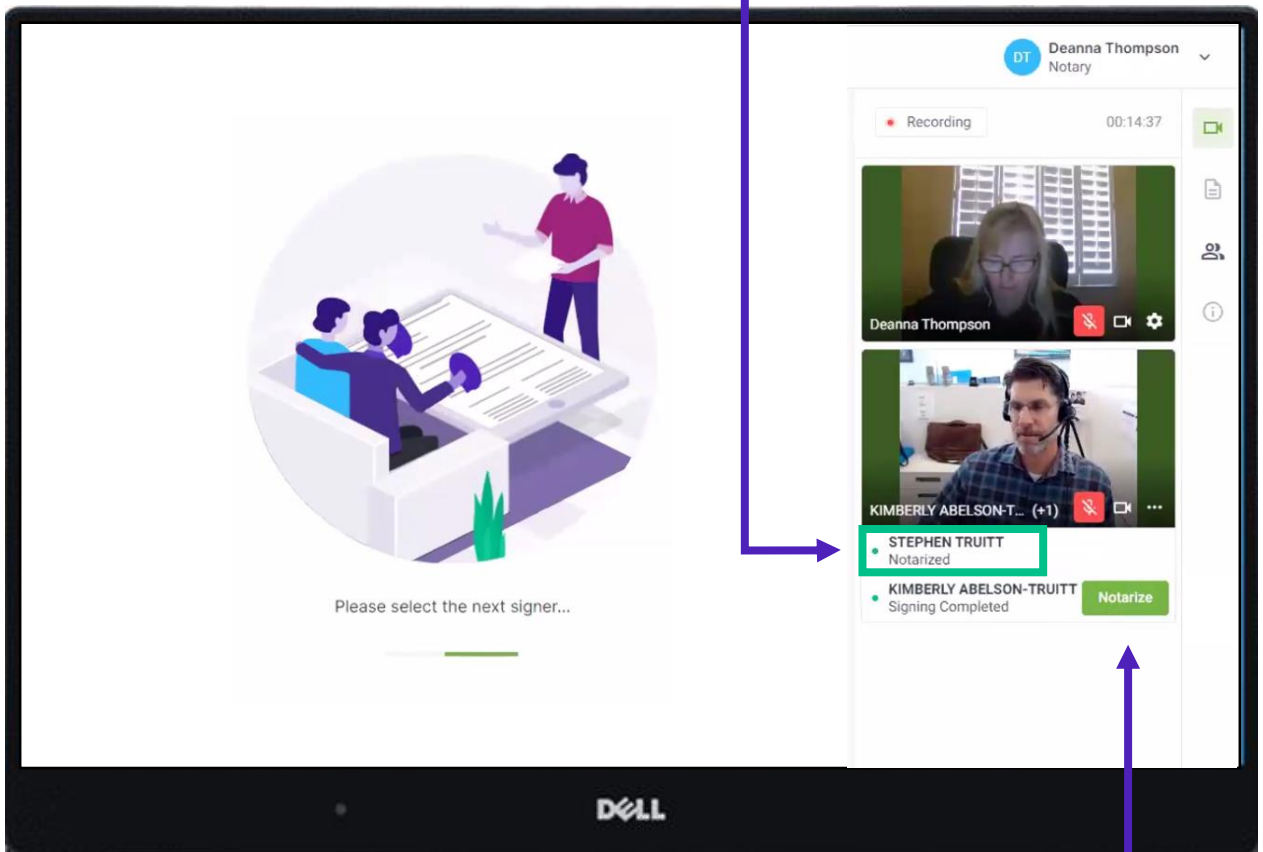 DT
Deanna Thompson
Notary
Recording
00:14:37
Deanna Thompson
KIMBERLY ABELSON-T... (+1)
STEPHEN TRUITT
Notarized
KIMBERLY ABELSON-TRUITT
Signing Completed
Notarize
Please select the next signer...
DELL